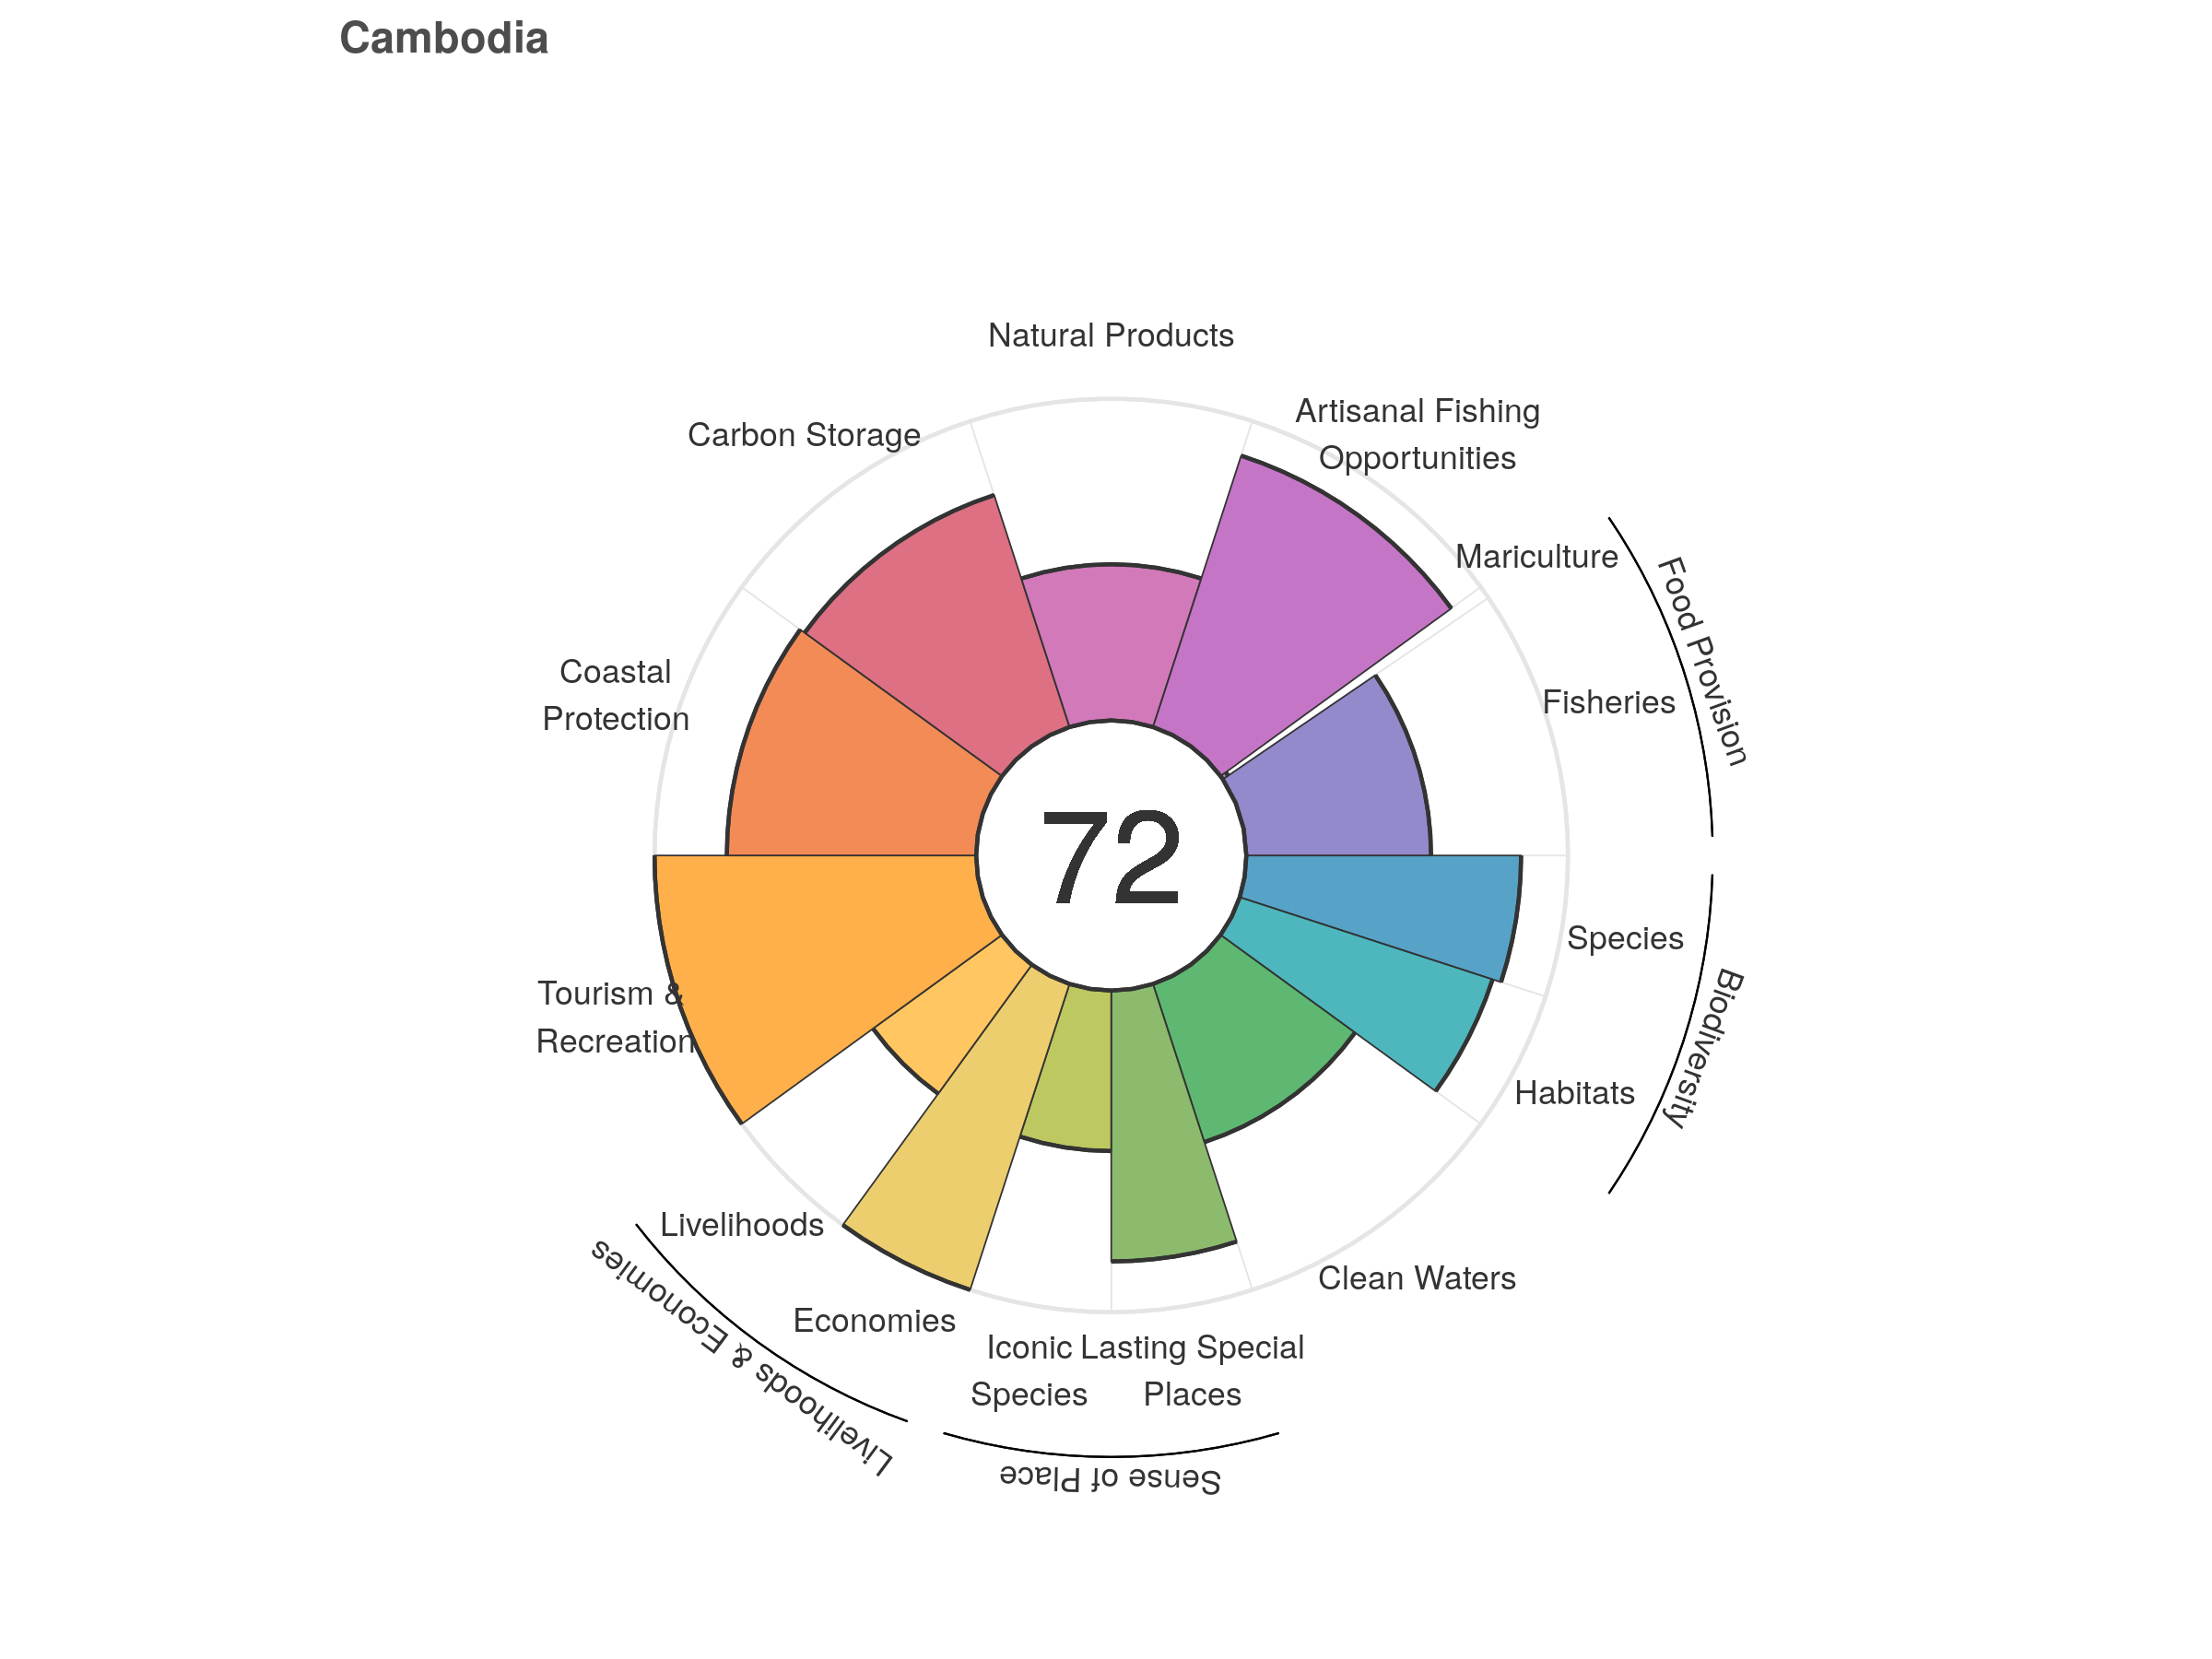 Cambodia
Natural Products
Artisanal Fishing
Opportunities
Carbon Storage
Mariculture
Food Provision
Coastal
Protection
Fisheries
72
Species
Biodiversity
Tourism &
Recreation
Habitats
Livelihoods
Clean Waters
Economies
Livelihoods & Economies
Iconic
Species
Lasting Special
Places
Sense of Place